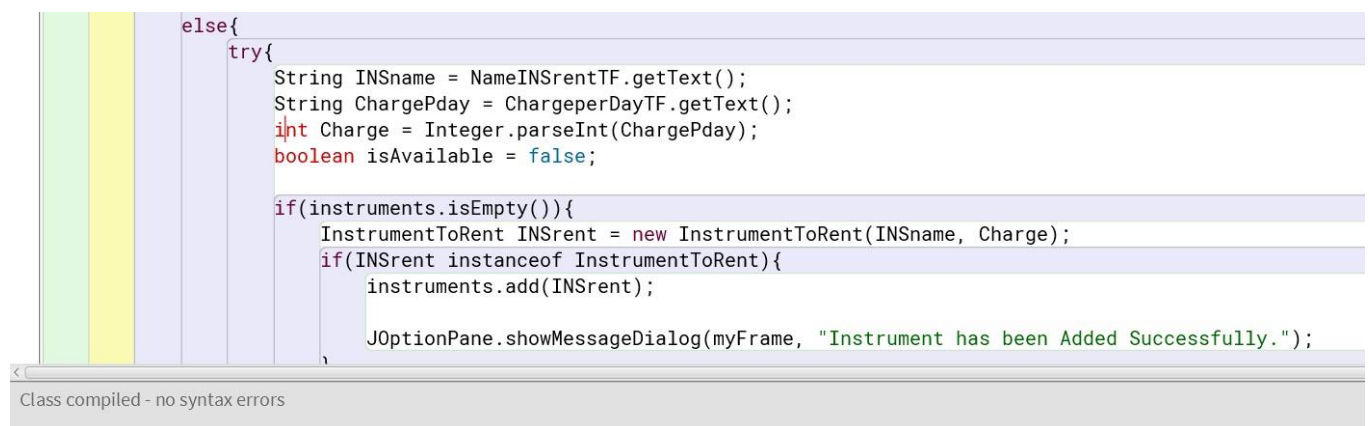 else{
try{
String INSname = NameINSrentTF.getText();
String ChargePday = ChargeperDayTF.getText();
int Charge = Integer.parseInt(ChargePday);
boolean isAvailable = false;
if(instruments.isEmpty()){
InstrumentToRent INSrent = new InstrumentToRent(INSname, Charge);
if(INSrent instanceof InstrumentToRent){
instruments.add(INSrent);
JOptionPane.showMessageDialog(myFrame, "Instrument has been Added Successfully.");
}
Class compiled - no syntax errors